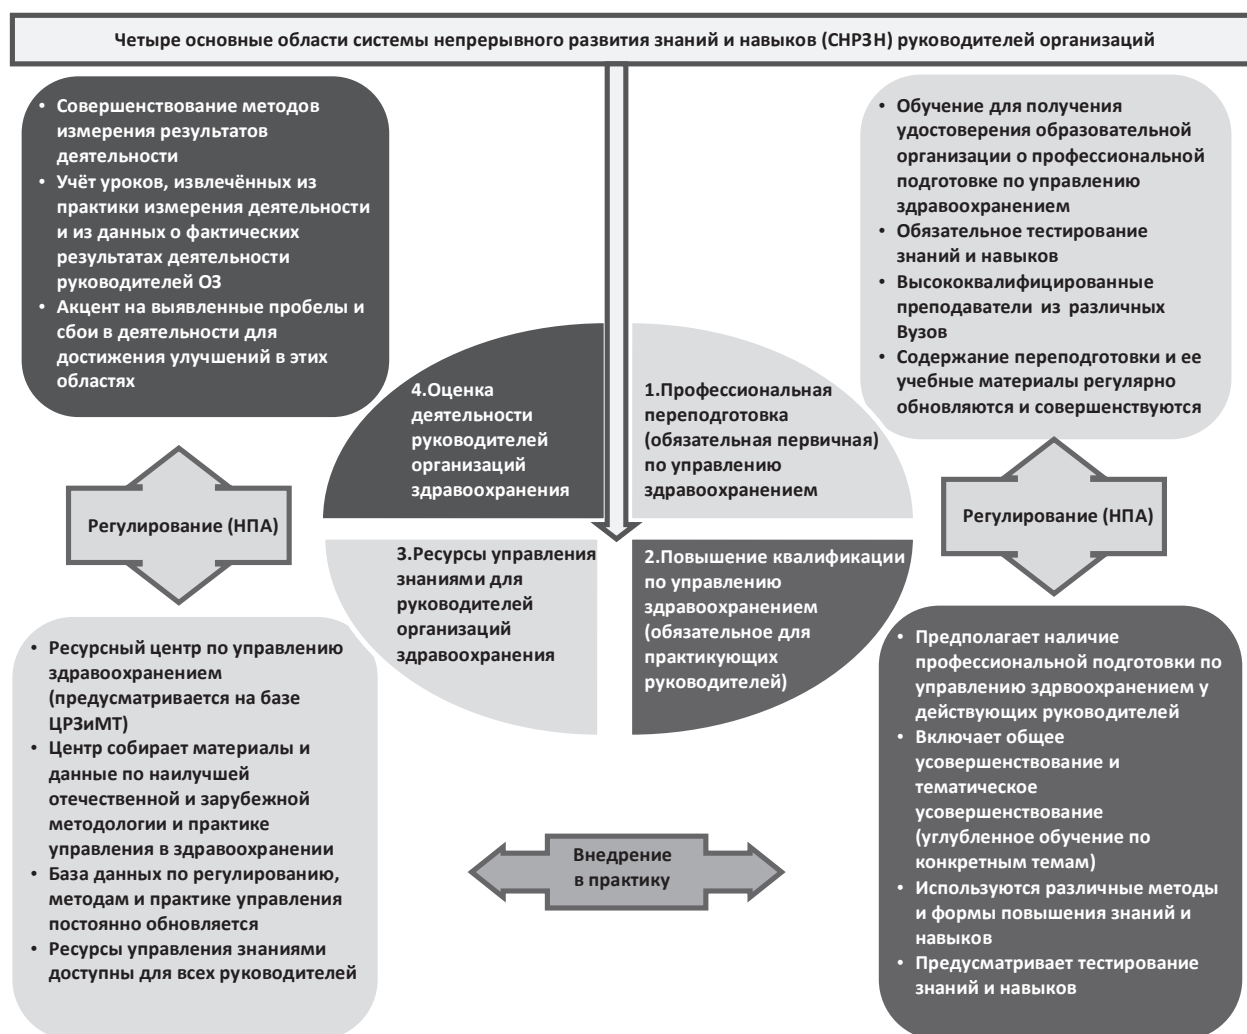 Четыре основные области системы непрерывного развития знаний и навыков (СНРЗН) руководителей организаций
• Совершенствование методов
измерения результатов
деятельности
• Учёт уроков, извлечённых из
практики измерения деятельности
и из данных о фактических
результатах деятельности
руководителей ОЗ
• Акцент на выявленные пробелы и
сбои в деятельности для
достижения улучшений в этих
областях
• Обучение для получения
удостоверения образовательной
организации о профессиональной
подготовке по управлению
здравоохранением
• Обязательное тестирование
знаний и навыков
• Высококвалифицированные
преподаватели из различных
Вузов
• Содержание переподготовки и ее
учебные материалы регулярно
обновляются и совершенствуются
4.Оценка
деятельности
руководителей
организаций
здравоохранения
1.Профессиональная
переподготовка
(обязательная первичная)
по управлению
здравоохранением
Регулирование (НПА)
Регулирование (НПА)
3.Ресурсы управления
знаниями для
руководителей
организаций
здравоохранения
2.Повышение квалификации
по управлению
здравоохранением
(обязательное для
практикующих
руководителей)
• Ресурсный центр по управлению
здравоохранением
(предусматривается на базе
ЦРЗиМТ)
• Центр собирает материалы и
данные по наилучшей
отечественной и зарубежной
методологии и практике
управления в здравоохранении
• База данных по регулированию,
методам и практике управления
постоянно обновляется
• Ресурсы управления знаниями
доступны для всех руководителей
Внедрение
в практику
• Предполагает наличие
профессиональной подготовки по
управлению здрвоохранением у
действующих руководителей
• Включает общее
усовершенствование и
тематическое
усовершенствование
(углубленное обучение по
конкретным темам)
• Используются различные методы
и формы повышения знаний и
навыков
• Предусматривает тестирование
знаний и навыков